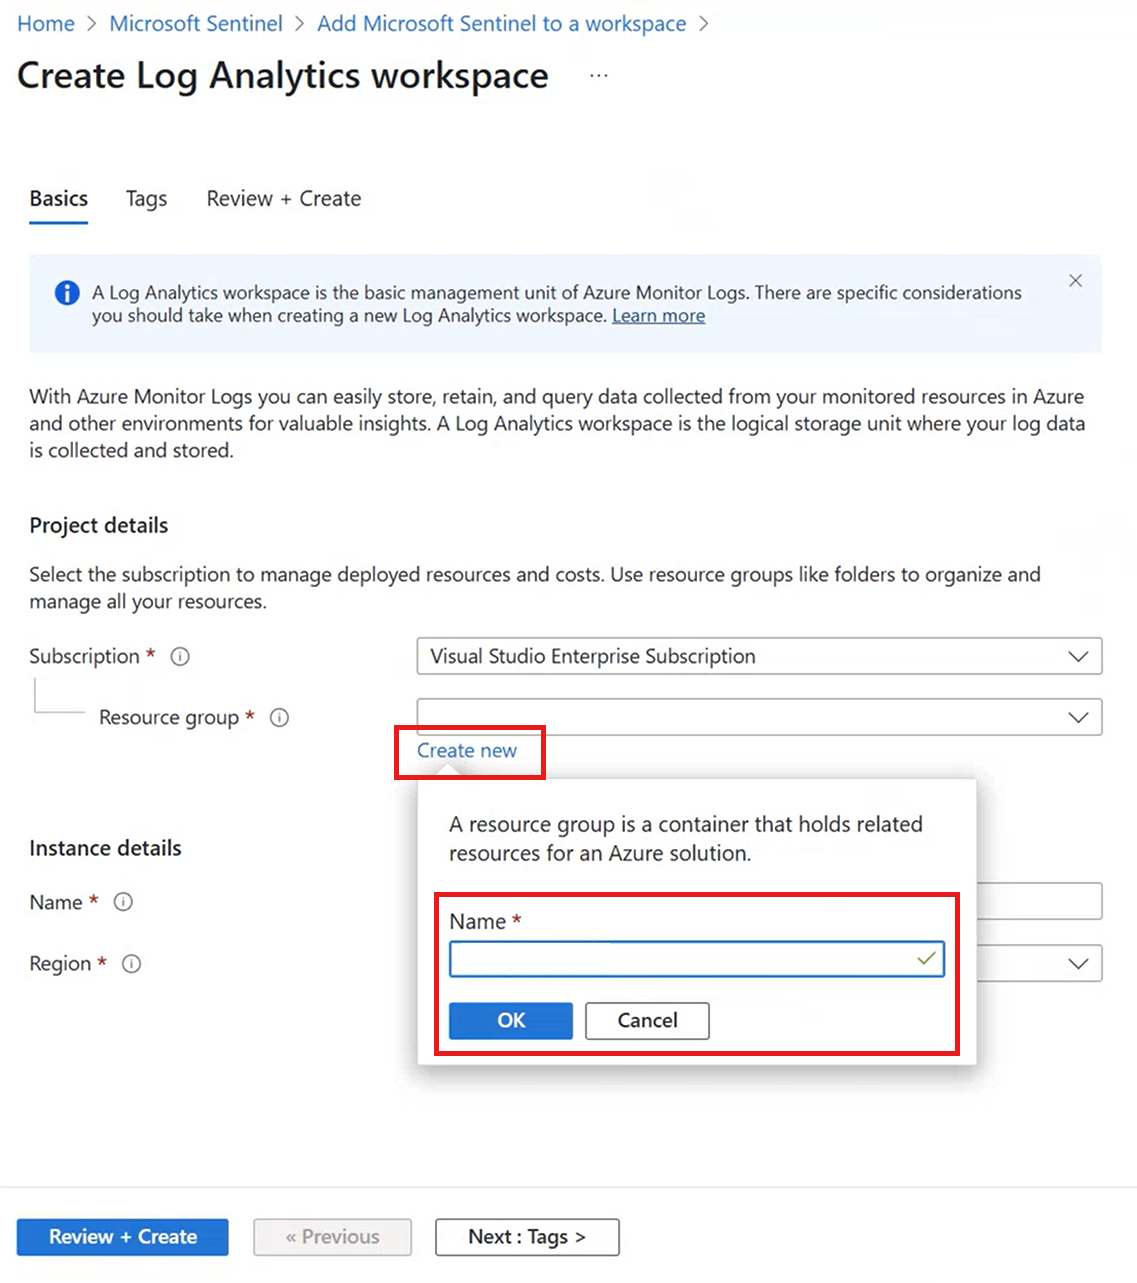 Home > Microsoft Sentinel > Add Microsoft Sentinel to a workspace >
Create Log Analytics workspace ...
Basics Tags Review + Create
A Log Analytics workspace is the basic management unit of Azure Monitor Logs. There are specific considerations
you should take when creating a new Log Analytics workspace. Learn more
With Azure Monitor Logs you can easily store, retain, and query data collected from your monitored resources in Azure
and other environments for valuable insights. A Log Analytics workspace is the logical storage unit where your log data
is collected and stored.
Project details
Select the subscription to manage deployed resources and costs. Use resource groups like folders to organize and
manage all your resources.
Subscription * Visual Studio Enterprise Subscription
Resource group *
Create new
A resource group is a container that holds related
resources for an Azure solution.
Name *
OK Cancel
Instance details
Name *
Region *
Review + Create « Previous Next : Tags >